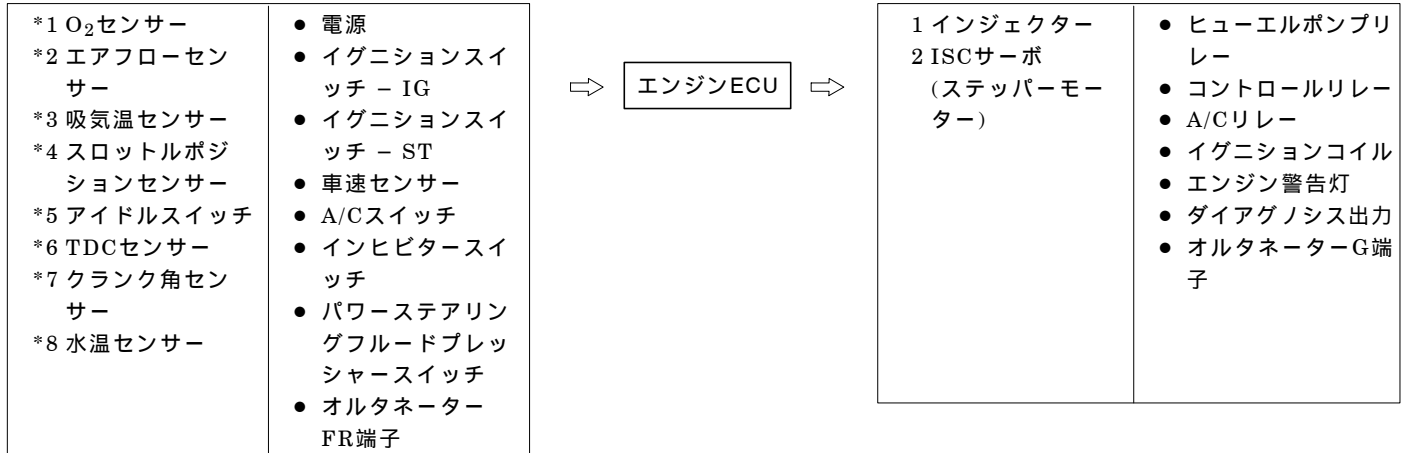 *1 O₂センサー
*2 エアフローセン
サー
*3 吸気温センサー
*4 スロットルポジ
ションセンサー
*5 アイドルスイッチ
*6 TDCセンサー
*7 クランク角セン
サー
*8 水温センサー
● 電源
● イグニションスイ
ッチ – IG
● イグニションスイ
ッチ – ST
● 車速センサー
● A/Cスイッチ
● インヒビタースイ
ッチ
● パワーステアリン
グフルードプレッ
シャースイッチ
● オルタネーター
FR端子
⇨ エンジンECU ⇨
1 インジェクター
2 ISCサーボ
(ステッパーモー
ター)
● ヒューエルポンプリ
レー
● コントロールリレー
● A/Cリレー
● イグニションコイル
● エンジン警告灯
● ダイアグノシス出力
● オルタネーターG端
子